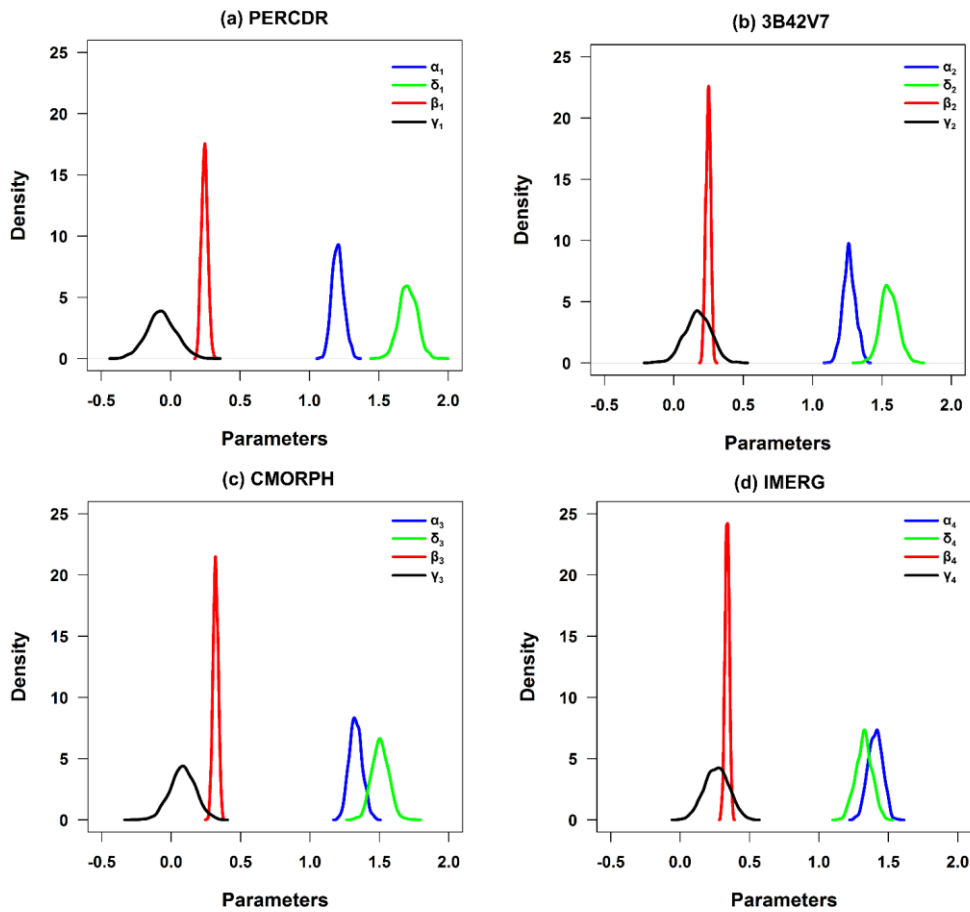 (a) PERCDR
25
20
15
10
5
0
Density
α1
δ1
β1
γ1
-0.5 0.0 0.5 1.0 1.5 2.0
Parameters
(b) 3B42V7
25
20
15
10
5
0
Density
α2
δ2
β2
γ2
-0.5 0.0 0.5 1.0 1.5 2.0
Parameters
(c) CMORPH
25
20
15
10
5
0
Density
α3
δ3
β3
γ3
-0.5 0.0 0.5 1.0 1.5 2.0
Parameters
(d) IMERG
25
20
15
10
5
0
Density
α4
δ4
β4
γ4
-0.5 0.0 0.5 1.0 1.5 2.0
Parameters